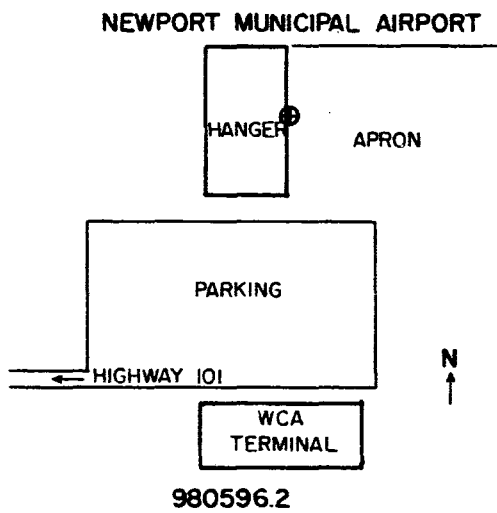 NEWPORT MUNICIPAL AIRPORT
HANGER
APRON
PARKING
N
HIGHWAY 101
WCA
TERMINAL
980596.2